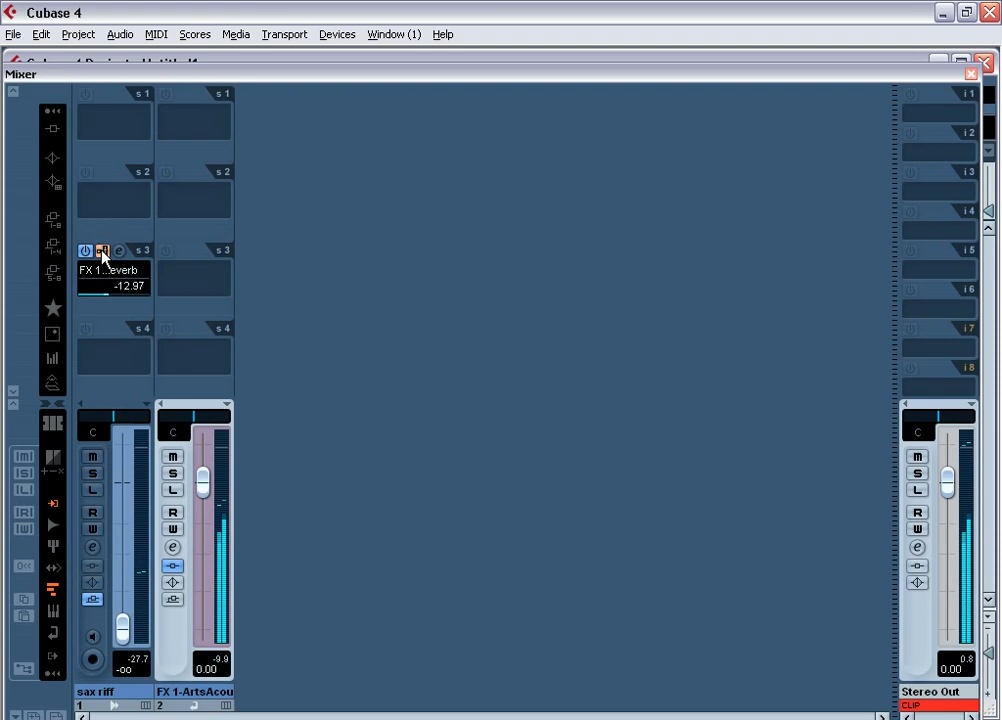 Cubase 4
File Edit Project Audio MIDI Scores Media Transport Devices Window (1) Help
Mixer
s 1 s 1 i 1
i 2
s 2 s 2 i 3
i 4
e s 3 s 3 i 5
FX 1...everb
-12.97
i 6
s 4 s 4 i 7
i 8
C C C
[M] m m m
[S] S S S
[L] L L L
[R] R R R
[W] W W W
e e e
-27.7 -9.9 0.8
-oo 0.00 0.00
sax riff FX 1-ArtsAcou Stereo Out
1 2 CLIP